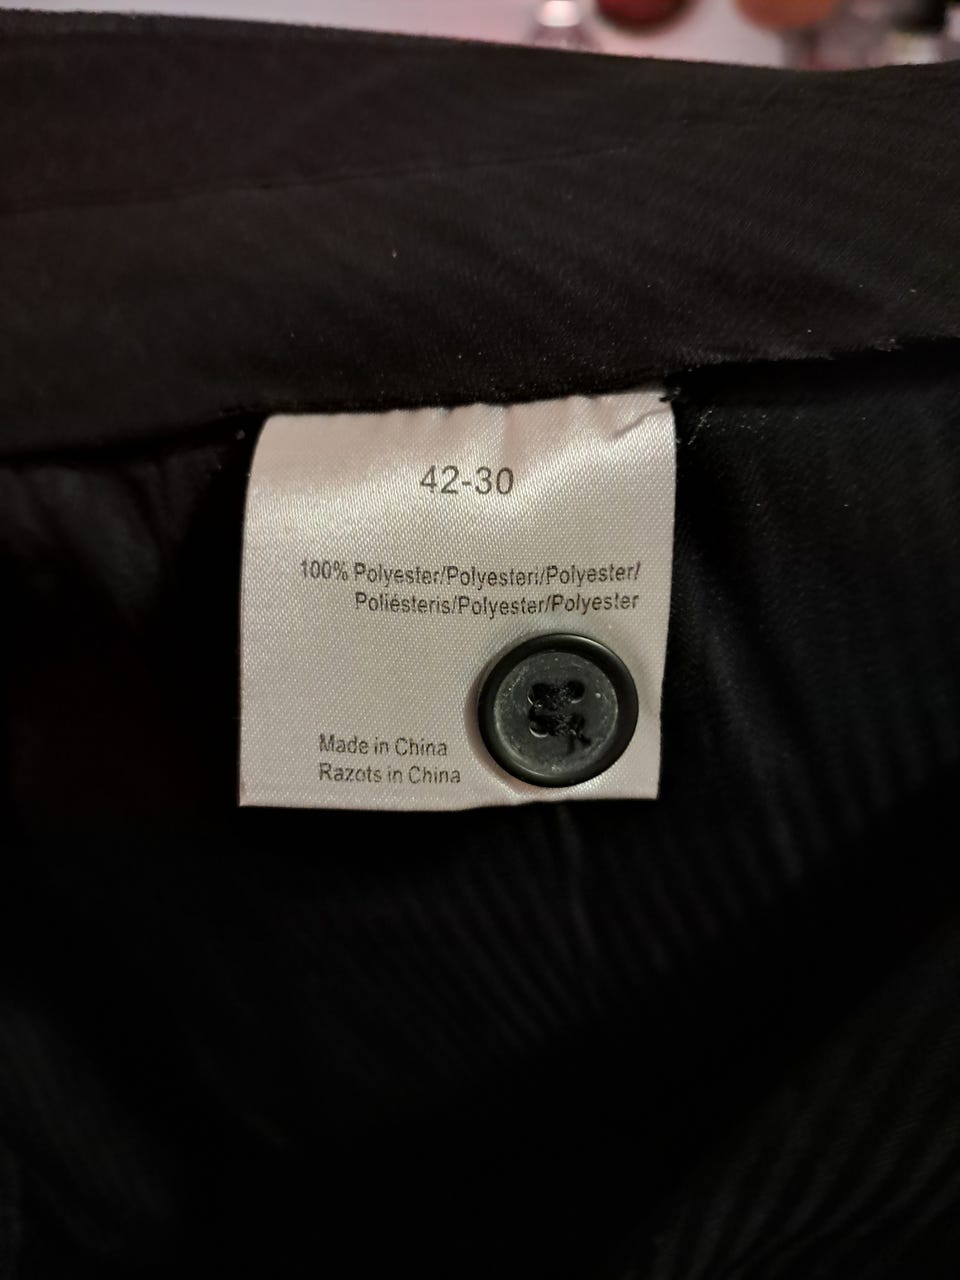 42-30
100% Polyester/Polyesteri/Polyester/
Poliésteris/Polyester/Polyester
Made in China
Razots in China